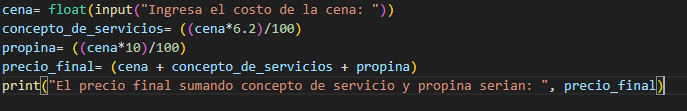 cena= float(input("Ingresa el costo de la cena: "))
concepto_de_servicios= ((cena*6.2)/100)
propina= ((cena*10)/100)
precio_final= (cena + concepto_de_servicios + propina)
print("El precio final sumando concepto de servicio y propina serian: ", precio_final)